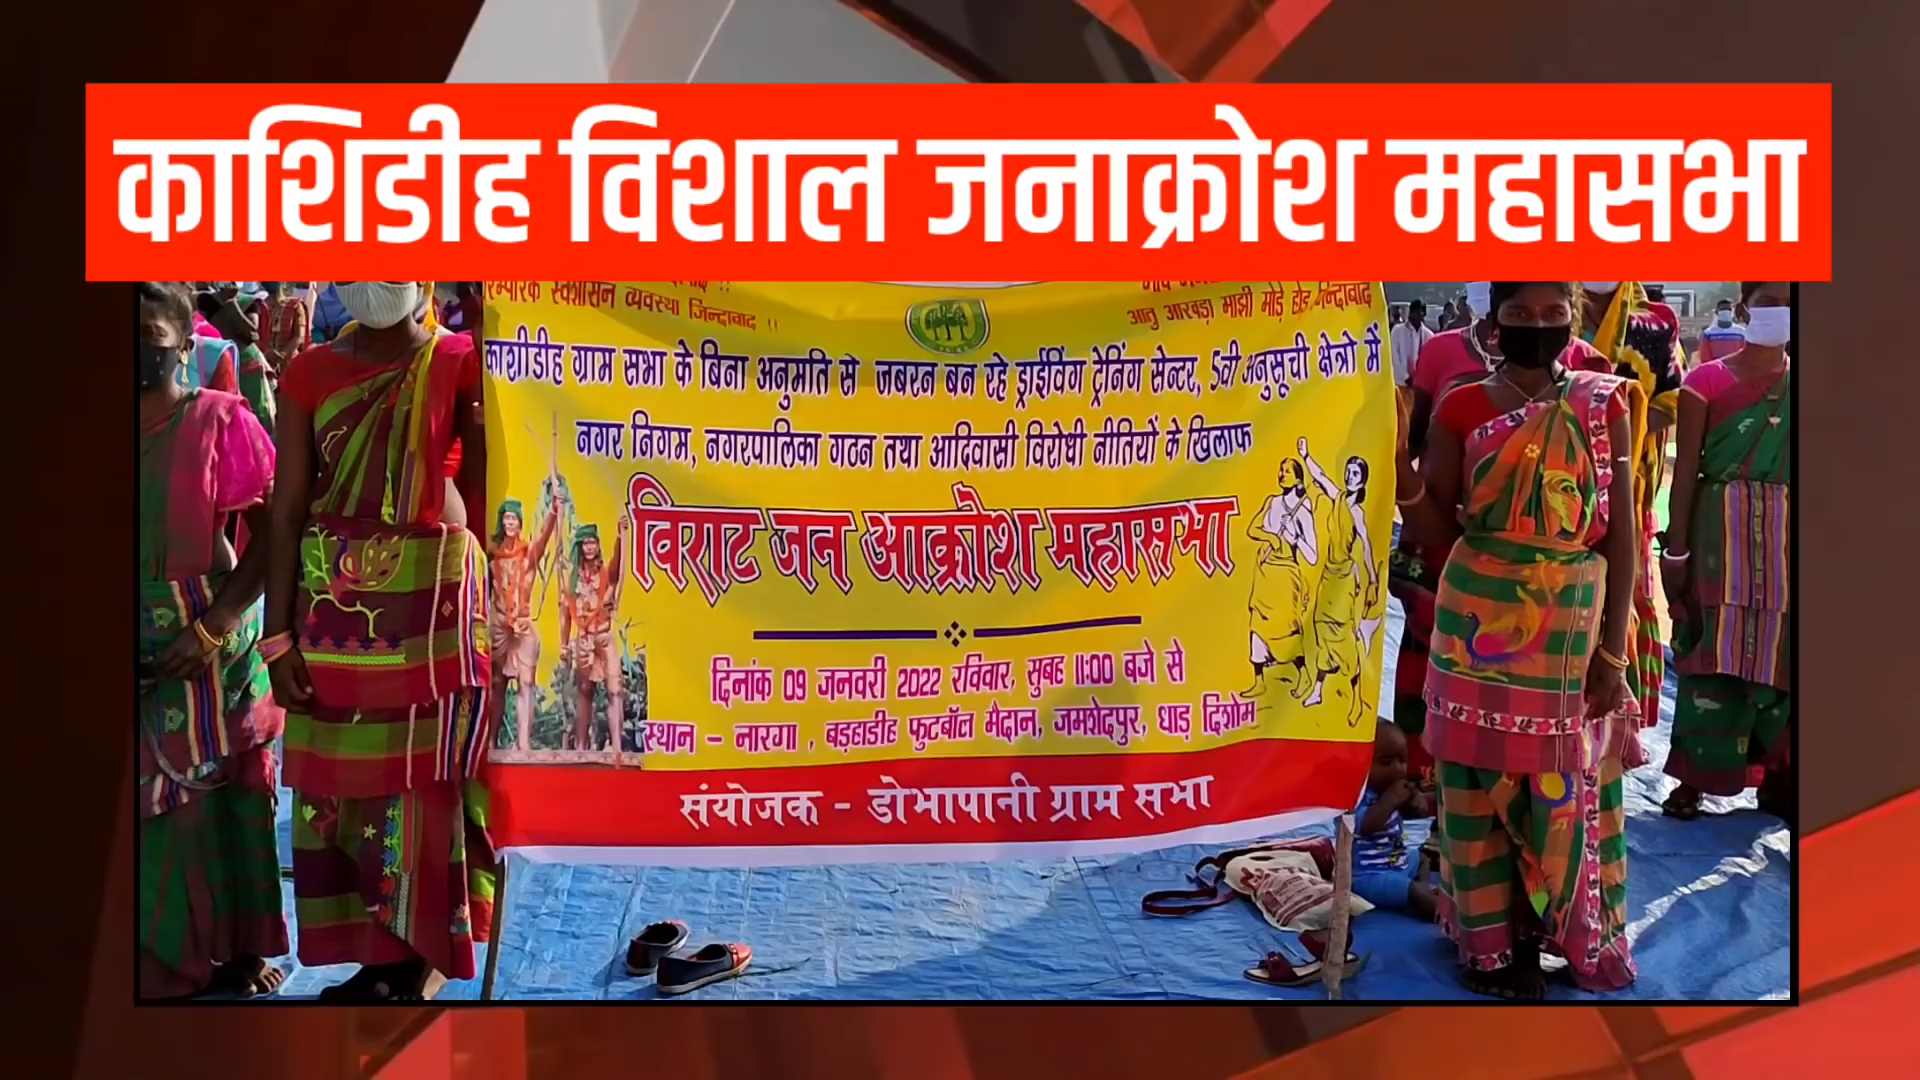 काशिडीह विशाल जनाक्रोश महासभा
स्वशासन व्यवस्था जिन्दाबाद !!
आतु आखड़ा माझी मोड़े होड़ जिन्दाबाद
काशीडीह ग्राम सभा के बिना अनुमति से जबरन बन रहे ड्राईविंग ट्रेनिंग सेन्टर, 5वी अनुसूची क्षेत्रो में
नगर निगम, नगरपालिका गठन तथा आदिवासी विरोधी नीतियों के खिलाफ
विराट जन आक्रोश महासभा
दिनांक 09 जनवरी 2022 रविवार, सुबह 11:00 बजे से
स्थान - नारगा , बड़हाडीह फुटबॉल मैदान, जमशेदपुर, धाड़ दिशोम
संयोजक - डोभापानी ग्राम सभा